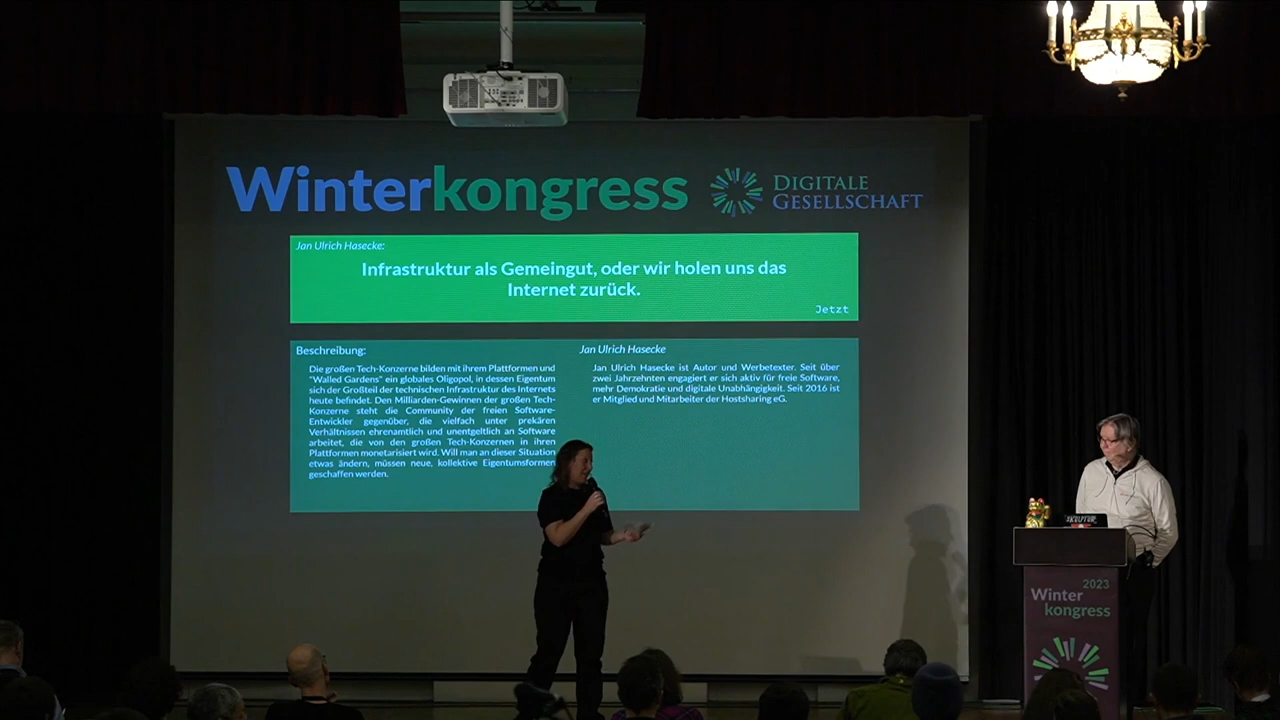 Winterkongress
DIGITALE
GESELLSCHAFT
Jan Ulrich Hasecke:
Infrastruktur als Gemeingut, oder wir holen uns das
Internet zurück.
Jetzt
Beschreibung:
Die großen Tech-Konzerne bilden mit ihrem Plattformen und
"Walled Gardens" ein globales Oligopol, in dessen Eigentum
sich der Großteil der technischen Infrastruktur des Internets
heute befindet. Den Milliarden-Gewinnen der großen Tech-
Konzerne steht die Community der freien Software-
Entwickler gegenüber, die vielfach unter prekären
Verhältnissen ehrenamtlich und unentgeltlich an Software
arbeitet, die von den großen Tech-Konzernen in ihren
Plattformen monetarisiert wird. Will man an dieser Situation
etwas ändern, müssen neue, kollektive Eigentumsformen
geschaffen werden.
Jan Ulrich Hasecke
Jan Ulrich Hasecke ist Autor und Werbetexter. Seit über
zwei Jahrzehnten engagiert er sich aktiv für freie Software,
mehr Demokratie und digitale Unabhängigkeit. Seit 2016 ist
er Mitglied und Mitarbeiter der Hostsharing eG.
2023
Winter
kongress